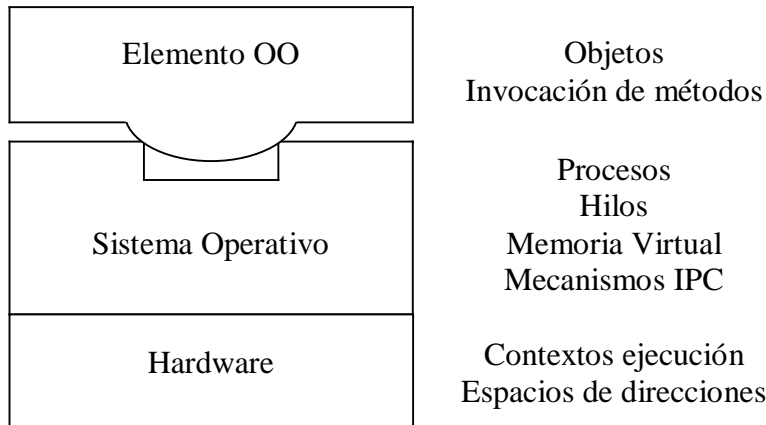 Elemento OO
Objetos
Invocación de métodos
Sistema Operativo
Procesos
Hilos
Memoria Virtual
Mecanismos IPC
Hardware
Contextos ejecución
Espacios de direcciones